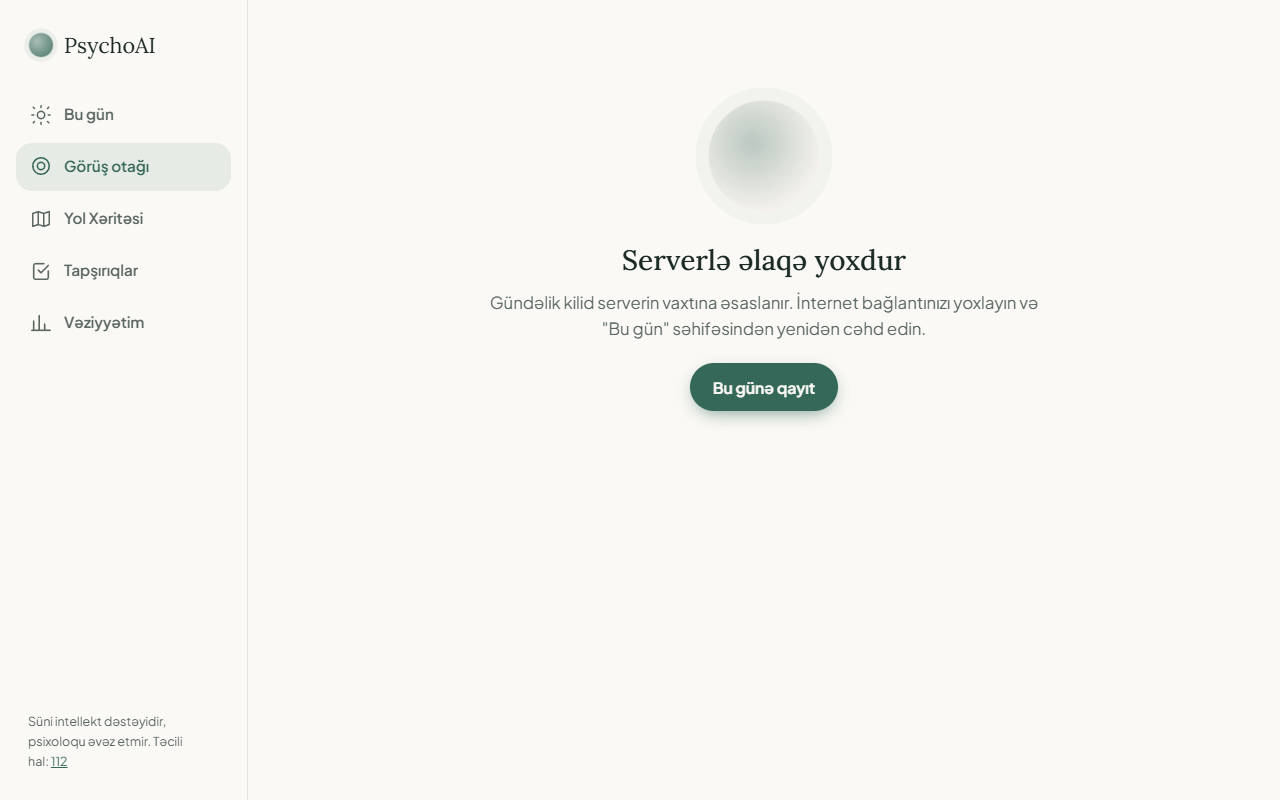 PsychoAI
Bu gün
Görüş otağı
Yol Xəritəsi
Tapşırıqlar
Vəziyyətim
Süni intellekt dəstəyidir,
psixoloqu əvəz etmir. Təcili
hal: 112
Serverlə əlaqə yoxdur
Gündəlik kilid serverin vaxtına əsaslanır. İnternet bağlantınızı yoxlayın və
"Bu gün" səhifəsindən yenidən cəhd edin.
Bu günə qayıt